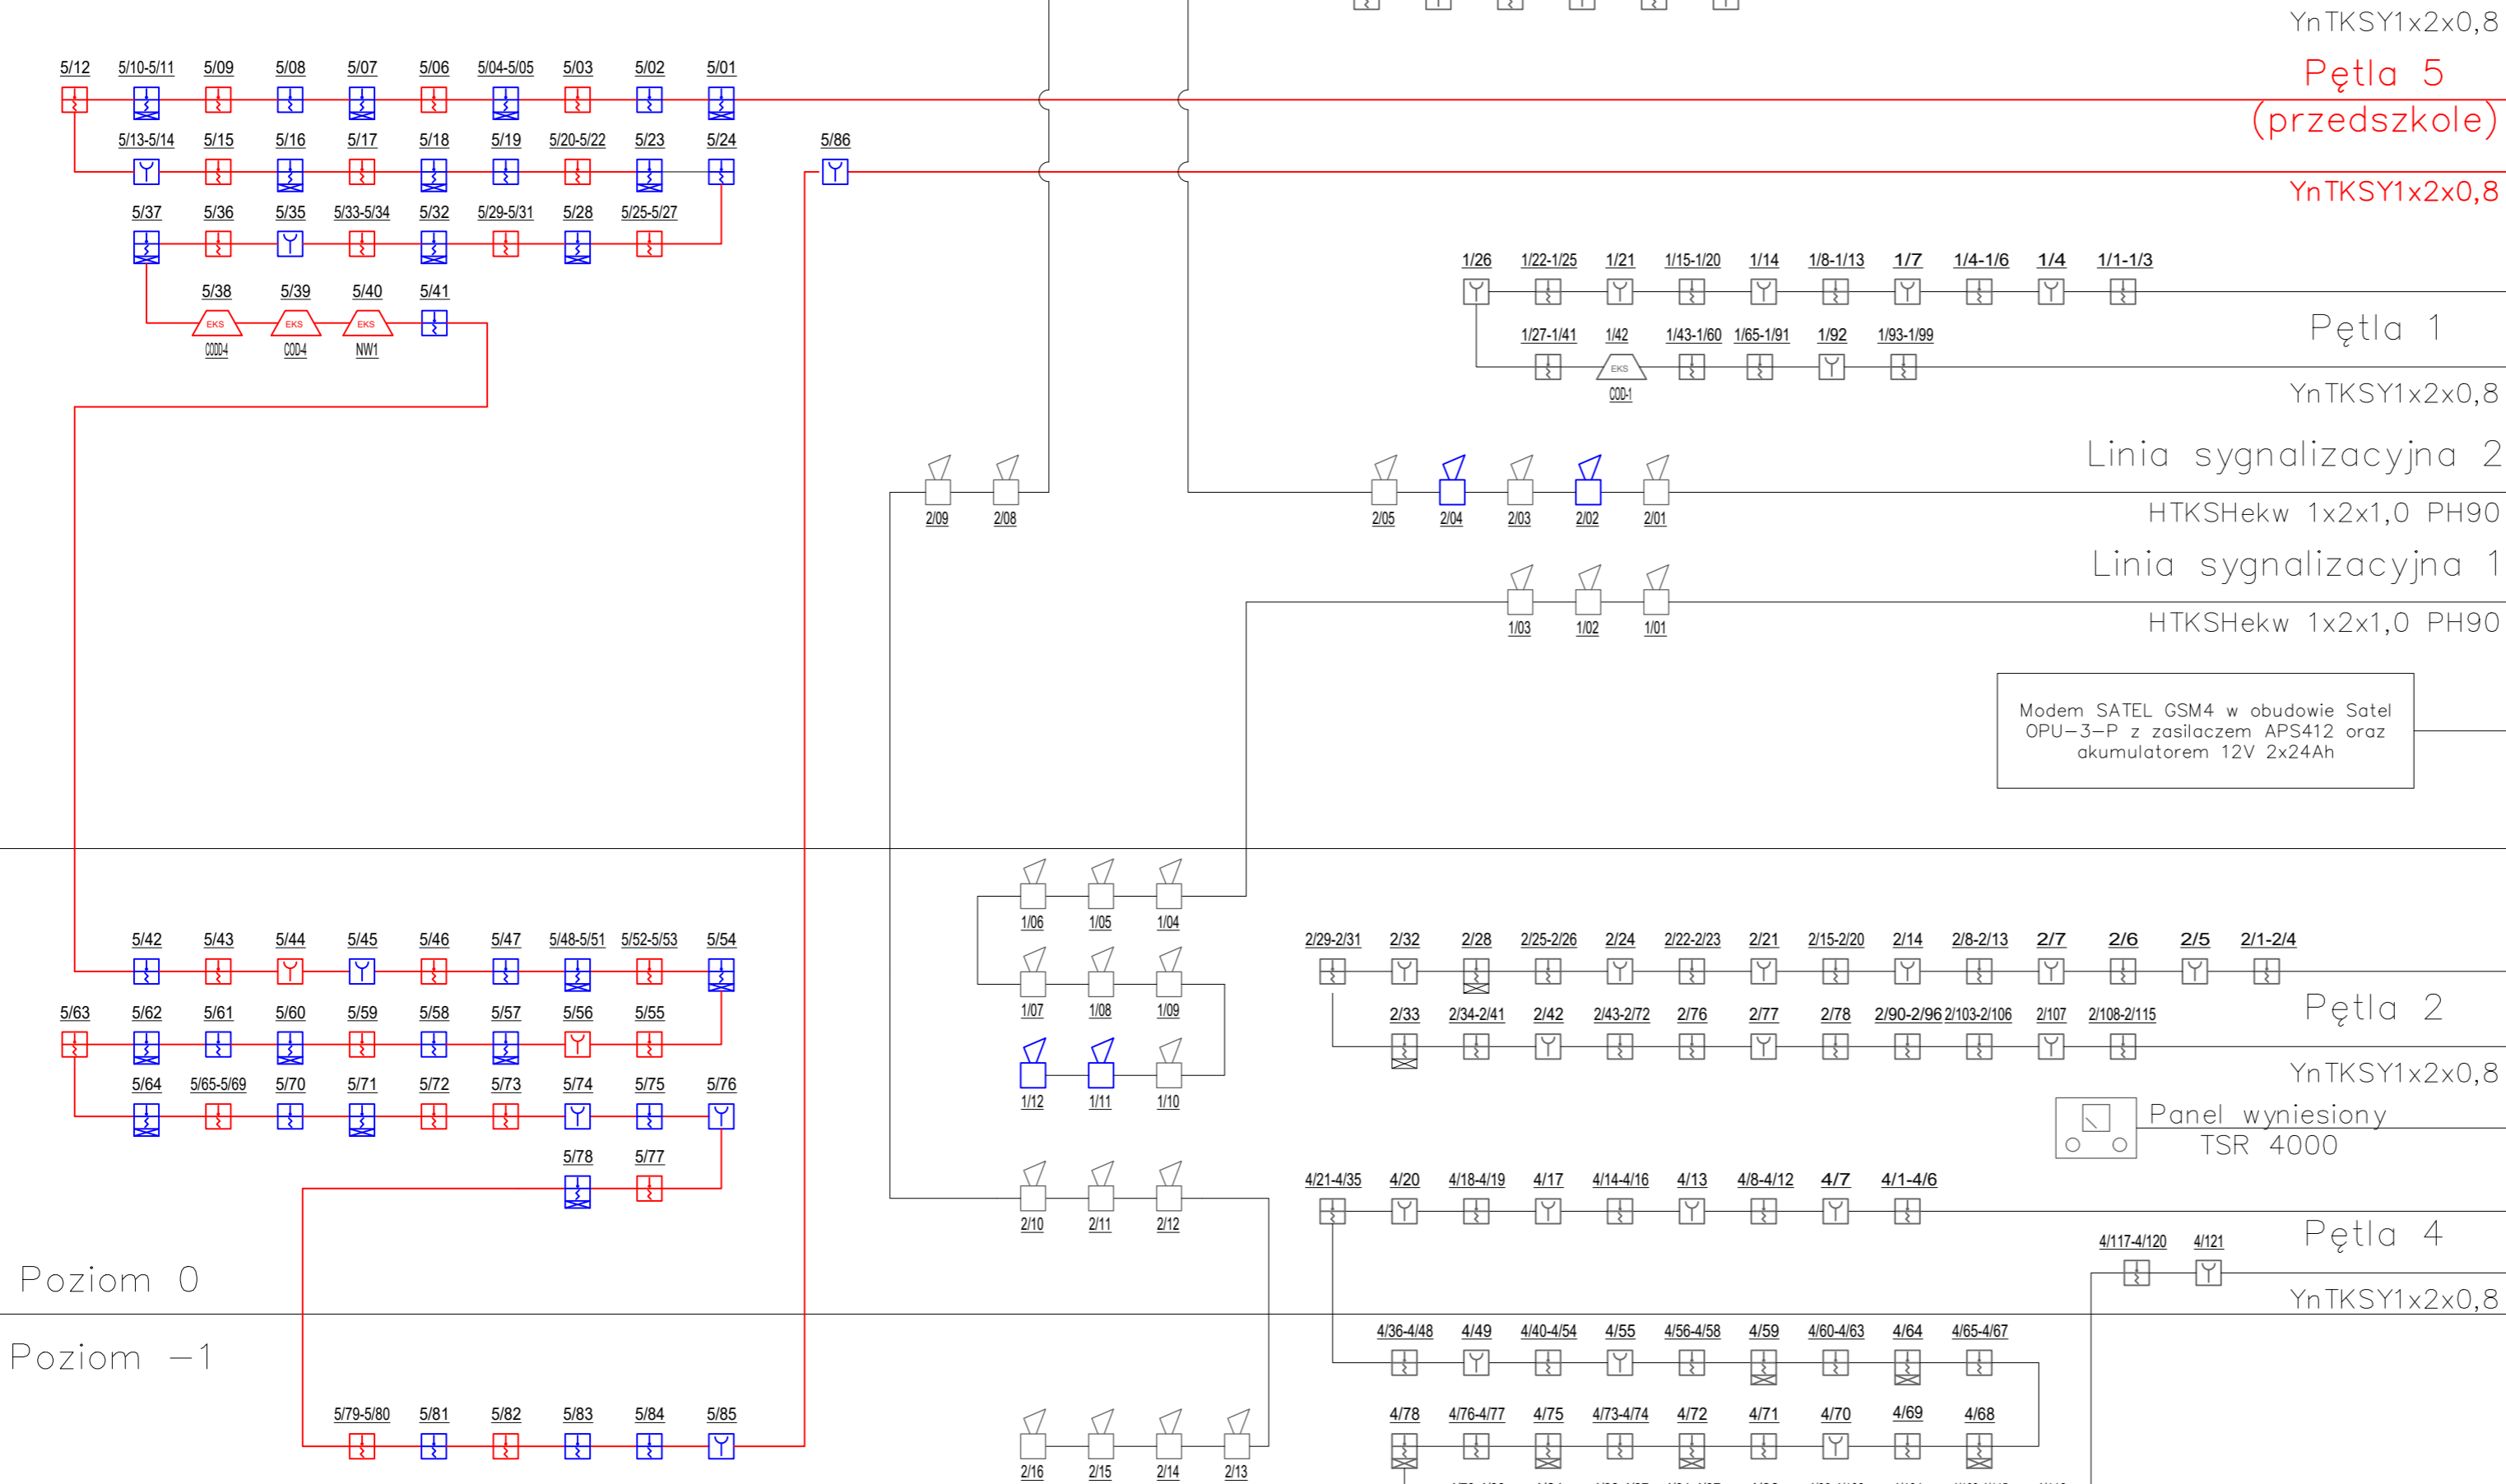 YnTKSY1x2x0,8
Pętla 5
(przedszkole)
YnTKSY1x2x0,8
5/12 5/10-5/11 5/09 5/08 5/07 5/06 5/04-5/05 5/03 5/02 5/01
5/13-5/14 5/15 5/16 5/17 5/18 5/19 5/20-5/22 5/23 5/24 5/86
5/37 5/36 5/35 5/33-5/34 5/32 5/29-5/31 5/28 5/25-5/27
5/38 5/39 5/40 5/41
EKS EKS EKS
CODD-4 COD-4 NW1
1/26 1/22-1/25 1/21 1/15-1/20 1/14 1/8-1/13 1/7 1/4-1/6 1/4 1/1-1/3
Pętla 1
1/27-1/41 1/42 1/43-1/60 1/65-1/91 1/92 1/93-1/99
EKS
COD-1
YnTKSY1x2x0,8
Linia sygnalizacyjna 2
2/09 2/08 2/05 2/04 2/03 2/02 2/01
HTKSHekw 1x2x1,0 PH90
Linia sygnalizacyjna 1
1/03 1/02 1/01
HTKSHekw 1x2x1,0 PH90
Modem SATEL GSM4 w obudowie Satel
OPU-3-P z zasilaczem APS412 oraz
akumulatorem 12V 2x24Ah
1/06 1/05 1/04
5/42 5/43 5/44 5/45 5/46 5/47 5/48-5/51 5/52-5/53 5/54
2/29-2/31 2/32 2/28 2/25-2/26 2/24 2/22-2/23 2/21 2/15-2/20 2/14 2/8-2/13 2/7 2/6 2/5 2/1-2/4
1/07 1/08 1/09
Pętla 2
5/63 5/62 5/61 5/60 5/59 5/58 5/57 5/56 5/55
2/33 2/34-2/41 2/42 2/43-2/72 2/76 2/77 2/78 2/90-2/96 2/103-2/106 2/107 2/108-2/115
YnTKSY1x2x0,8
5/64 5/65-5/69 5/70 5/71 5/72 5/73 5/74 5/75 5/76
1/12 1/11 1/10
Panel wyniesiony
TSR 4000
5/78 5/77
4/21-4/35 4/20 4/18-4/19 4/17 4/14-4/16 4/13 4/8-4/12 4/7 4/1-4/6
2/10 2/11 2/12
Pętla 4
4/117-4/120 4/121
YnTKSY1x2x0,8
Poziom 0
Poziom -1
4/36-4/48 4/49 4/40-4/54 4/55 4/56-4/58 4/59 4/60-4/63 4/64 4/65-4/67
5/79-5/80 5/81 5/82 5/83 5/84 5/85
4/78 4/76-4/77 4/75 4/73-4/74 4/72 4/71 4/70 4/69 4/68
2/16 2/15 2/14 2/13